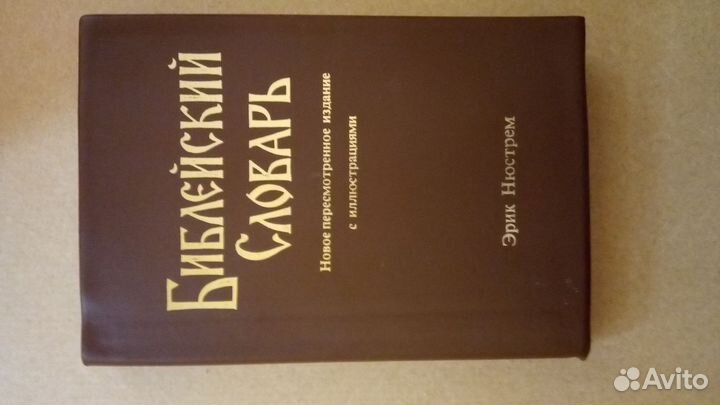 Библейский
Словарь
Новое пересмотренное издание
с иллюстрациями
Эрик Нюстрем
Avito